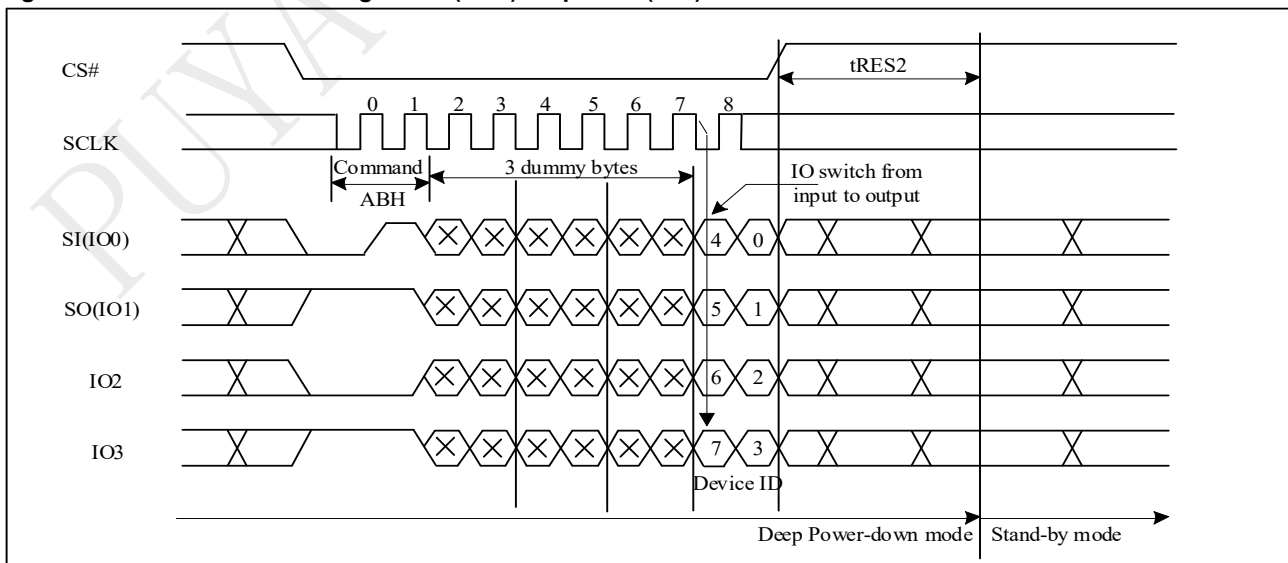 PUYA
CS#
tRES2
0 1 2 3 4 5 6 7 8
SCLK
Command
3 dummy bytes
IO switch from
input to output
ABH
SI(IO0)
4 0
SO(IO1)
5 1
IO2
6 2
IO3
7 3
Device ID
Deep Power-down mode
Stand-by mode